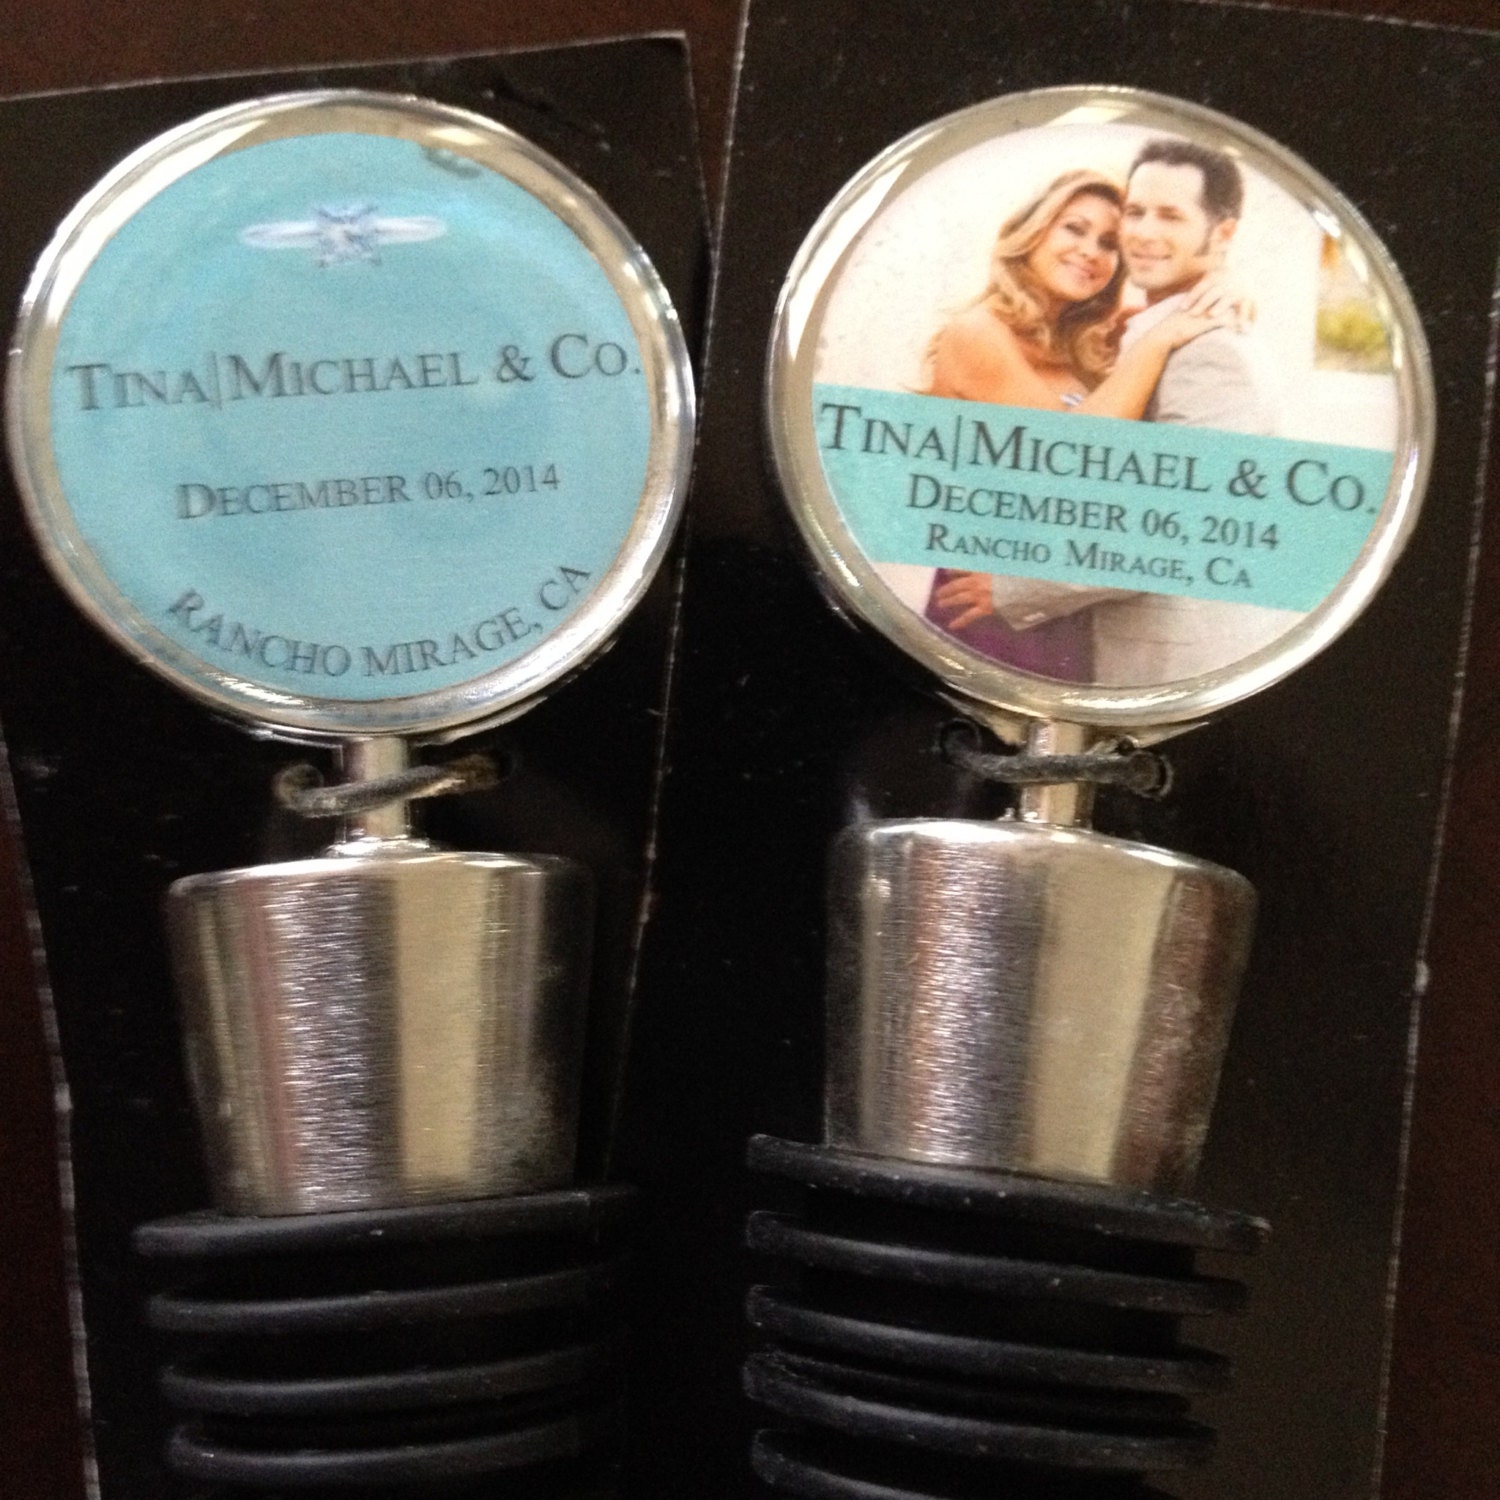 TINA|MICHAEL & CO.
DECEMBER 06, 2014
RANCHO MIRAGE, CA
TINA|MICHAEL & CO.
DECEMBER 06, 2014
RANCHO MIRAGE, CA